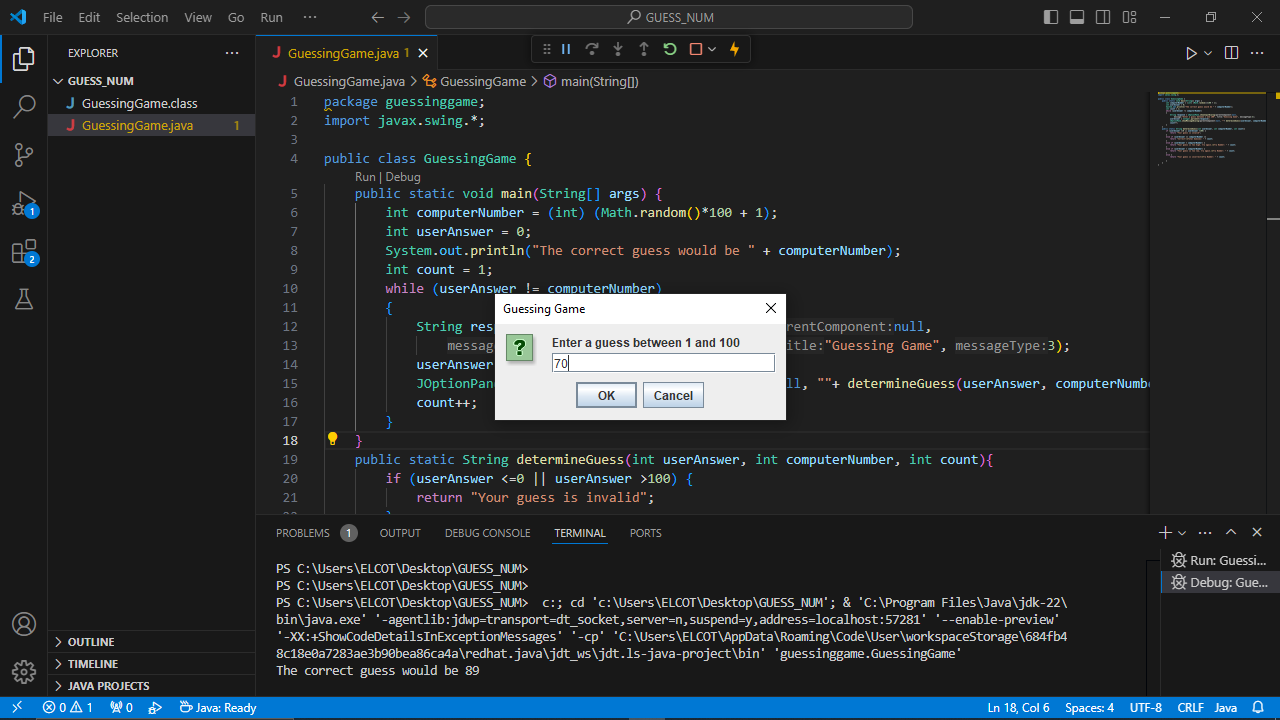 File Edit Selection View Go Run ··· GUESS_NUM
EXPLORER ···
GUESS_NUM
GuessingGame.class
GuessingGame.java 1
OUTLINE
TIMELINE
JAVA PROJECTS
GuessingGame.java 1
GuessingGame.java > GuessingGame > main(String[])
1 package guessinggame;
2 import javax.swing.*;
3
4 public class GuessingGame {
Run | Debug
5 public static void main(String[] args) {
6 int computerNumber = (int) (Math.random()*100 + 1);
7 int userAnswer = 0;
8 System.out.println("The correct guess would be " + computerNumber);
9 int count = 1;
10 while (userAnswer != computerNumber)
11 {
12 String res rentComponent:null,
13 message itle:"Guessing Game", messageType:3);
14 userAnswer
15 JOptionPan ll, ""+ determineGuess(userAnswer, computerNumbe
16 count++;
17 }
18 }
19 public static String determineGuess(int userAnswer, int computerNumber, int count){
20 if (userAnswer <=0 || userAnswer >100) {
21 return "Your guess is invalid";
Guessing Game
Enter a guess between 1 and 100
70
OK Cancel
PROBLEMS 1 OUTPUT DEBUG CONSOLE TERMINAL PORTS
Run: Guessi...
Debug: Gue...
PS C:\Users\ELCOT\Desktop\GUESS_NUM>
PS C:\Users\ELCOT\Desktop\GUESS_NUM>
PS C:\Users\ELCOT\Desktop\GUESS_NUM>  c:; cd 'c:\Users\ELCOT\Desktop\GUESS_NUM'; & 'C:\Program Files\Java\jdk-22\
bin\java.exe' '-agentlib:jdwp=transport=dt_socket,server=n,suspend=y,address=localhost:57281' '--enable-preview'
'-XX:+ShowCodeDetailsInExceptionMessages' '-cp' 'C:\Users\ELCOT\AppData\Roaming\Code\User\workspaceStorage\684fb4
8c18e0a7283ae3b90bea86ca4a\redhat.java\jdt_ws\jdt.ls-java-project\bin' 'guessinggame.GuessingGame'
The correct guess would be 89
1
2
0 1 0 Java: Ready Ln 18, Col 6 Spaces: 4 UTF-8 CRLF Java